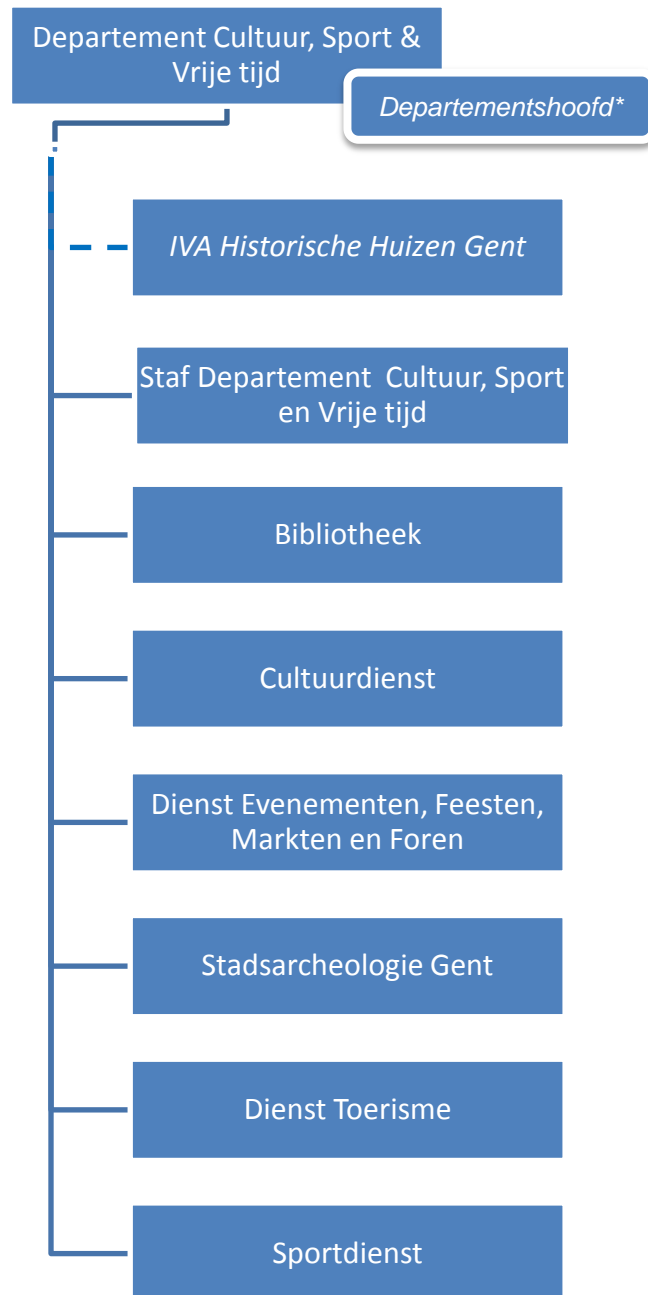 Departement Cultuur, Sport &
Vrije tijd
Departementshoofd*
IVA Historische Huizen Gent
Staf Departement Cultuur, Sport
en Vrije tijd
Bibliotheek
Cultuurdienst
Dienst Evenementen, Feesten,
Markten en Foren
Stadsarcheologie Gent
Dienst Toerisme
Sportdienst